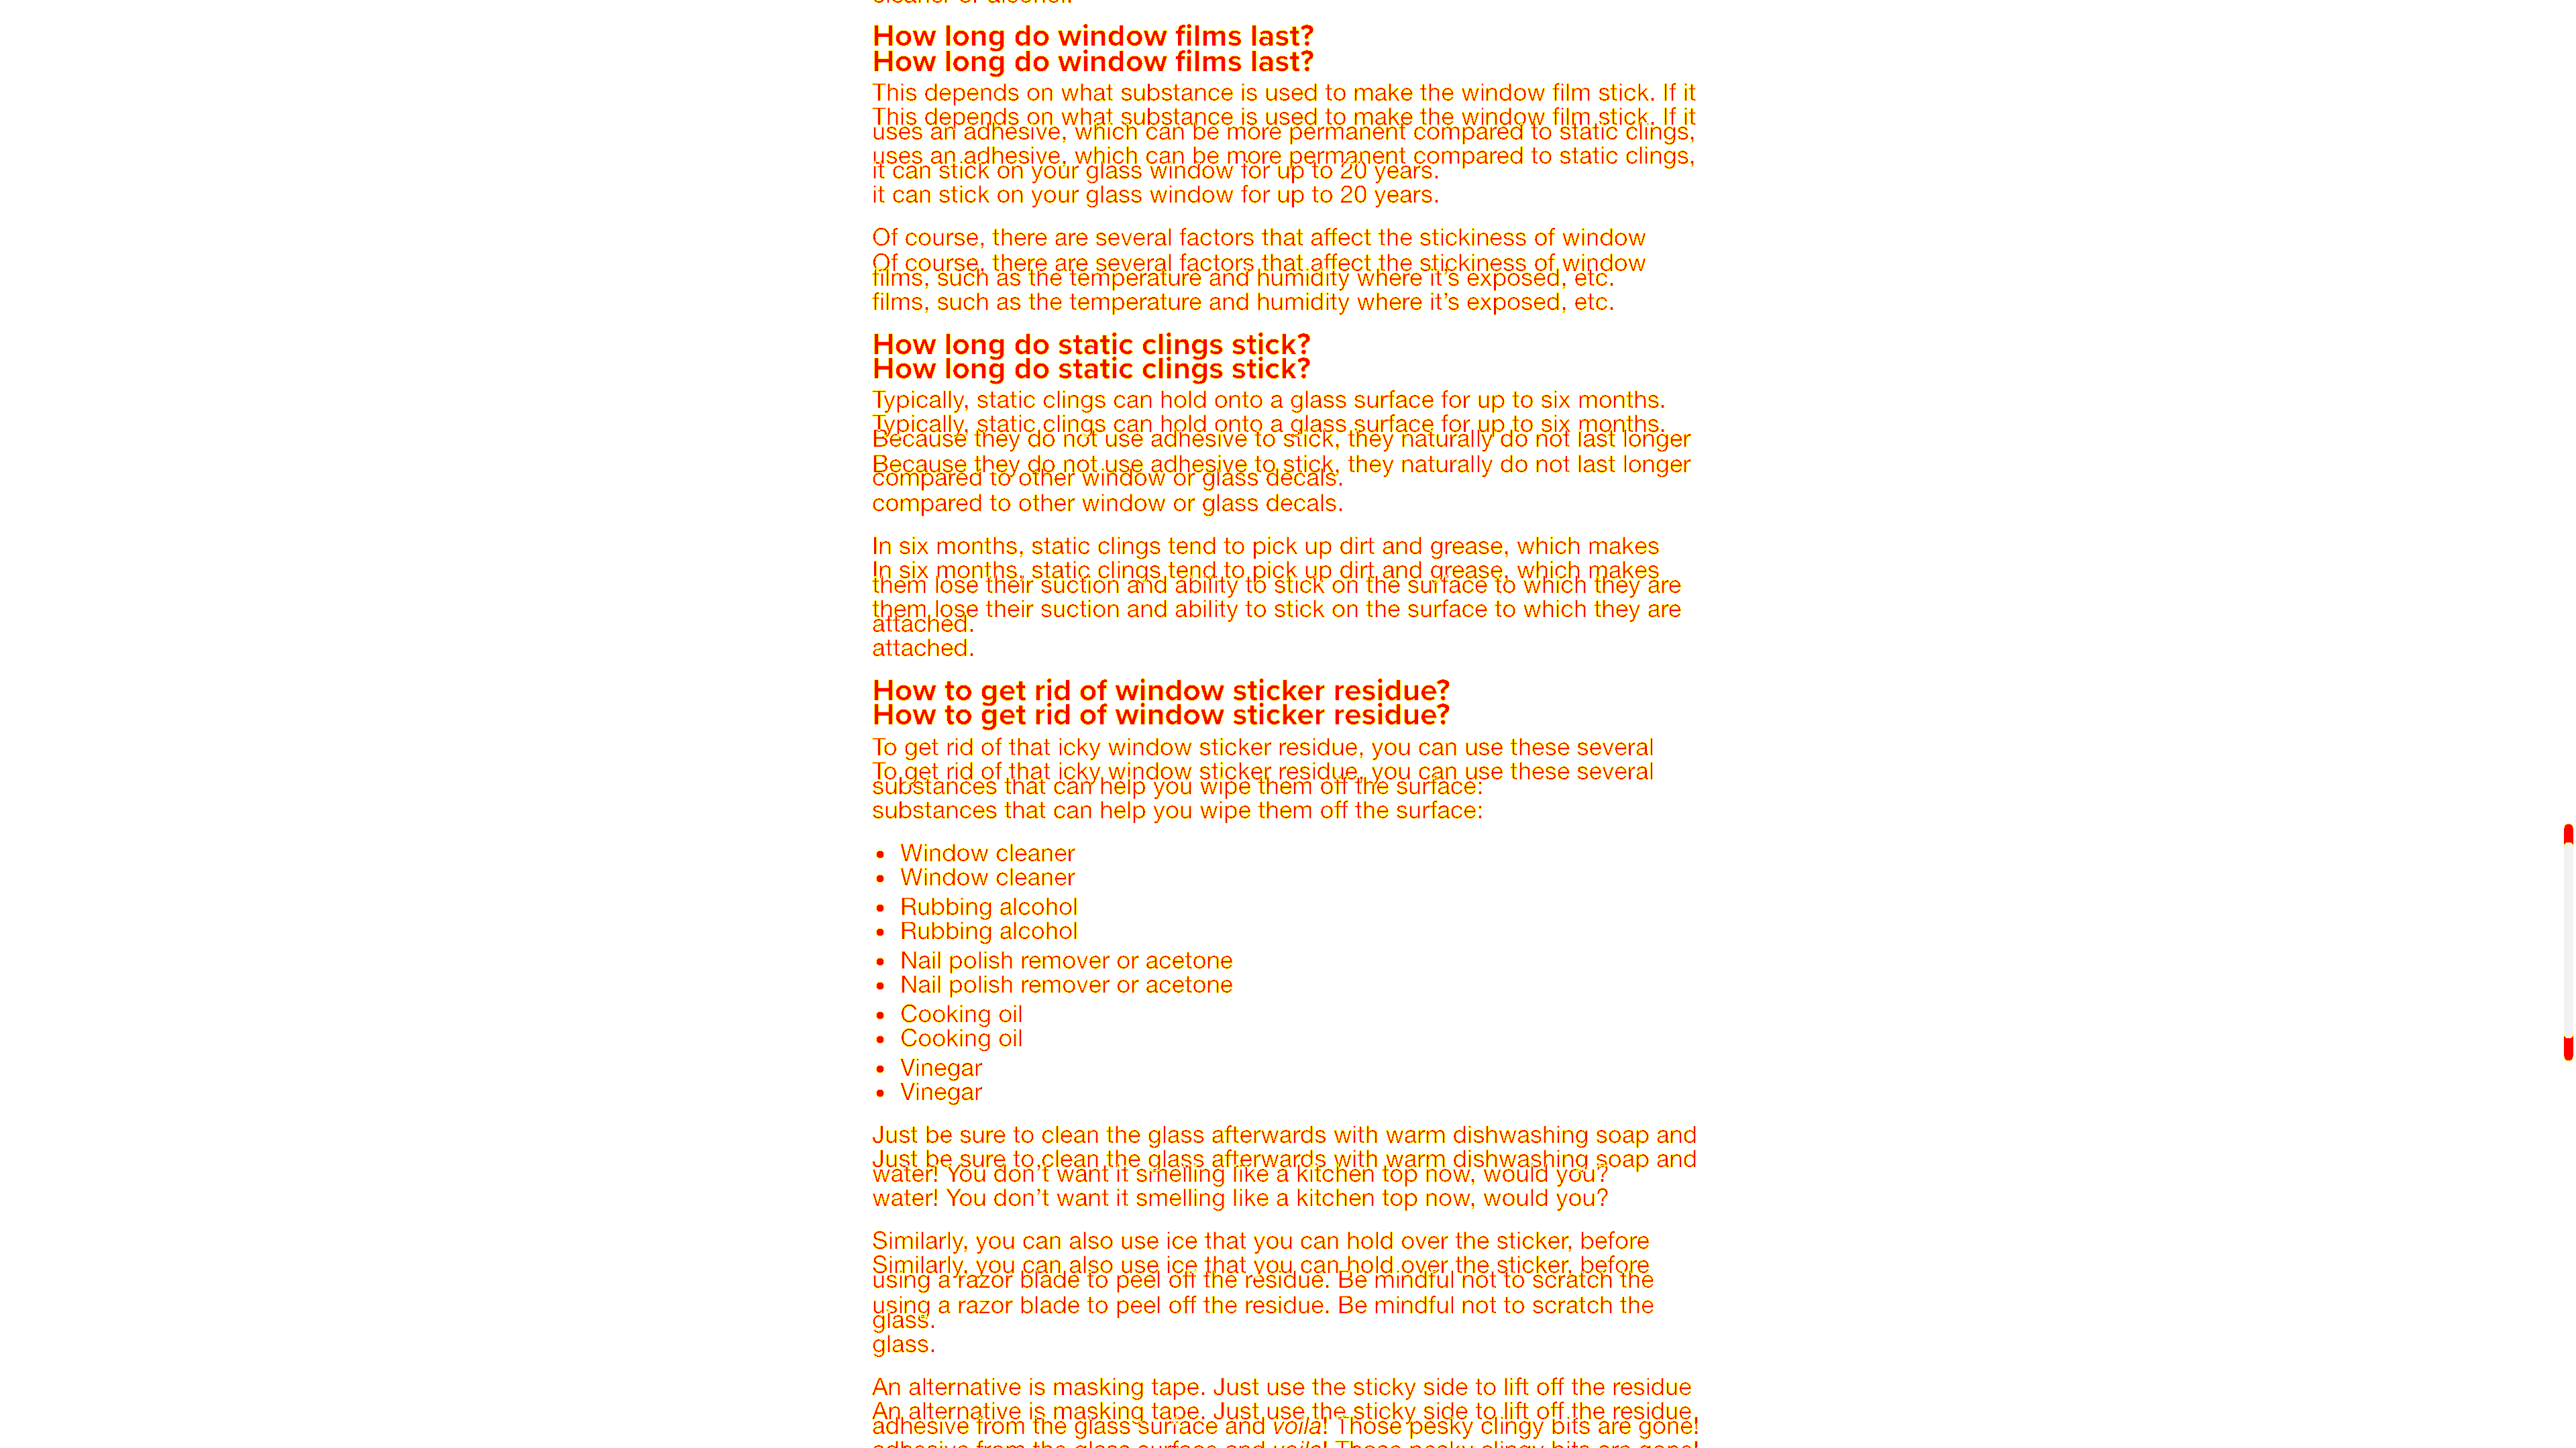 cleaner or alcohol.
How long do window films last?
How long do window films last?
This depends on what substance is used to make the window film stick. If it
This depends on what substance is used to make the window film stick. If it
uses an adhesive, which can be more permanent compared to static clings,
uses an adhesive, which can be more permanent compared to static clings,
it can stick on your glass window for up to 20 years.
it can stick on your glass window for up to 20 years.
Of course, there are several factors that affect the stickiness of window
Of course, there are several factors that affect the stickiness of window
films, such as the temperature and humidity where it’s exposed, etc.
films, such as the temperature and humidity where it’s exposed, etc.
How long do static clings stick?
How long do static clings stick?
Typically, static clings can hold onto a glass surface for up to six months.
Typically, static clings can hold onto a glass surface for up to six months.
Because they do not use adhesive to stick, they naturally do not last longer
Because they do not use adhesive to stick, they naturally do not last longer
compared to other window or glass decals.
compared to other window or glass decals.
In six months, static clings tend to pick up dirt and grease, which makes
In six months, static clings tend to pick up dirt and grease, which makes
them lose their suction and ability to stick on the surface to which they are
them lose their suction and ability to stick on the surface to which they are
attached.
attached.
How to get rid of window sticker residue?
How to get rid of window sticker residue?
To get rid of that icky window sticker residue, you can use these several
To get rid of that icky window sticker residue, you can use these several
substances that can help you wipe them off the surface:
substances that can help you wipe them off the surface:
• Window cleaner
• Window cleaner
• Rubbing alcohol
• Rubbing alcohol
• Nail polish remover or acetone
• Nail polish remover or acetone
• Cooking oil
• Cooking oil
• Vinegar
• Vinegar
Just be sure to clean the glass afterwards with warm dishwashing soap and
Just be sure to clean the glass afterwards with warm dishwashing soap and
water! You don’t want it smelling like a kitchen top now, would you?
water! You don’t want it smelling like a kitchen top now, would you?
Similarly, you can also use ice that you can hold over the sticker, before
Similarly, you can also use ice that you can hold over the sticker, before
using a razor blade to peel off the residue. Be mindful not to scratch the
using a razor blade to peel off the residue. Be mindful not to scratch the
glass.
glass.
An alternative is masking tape. Just use the sticky side to lift off the residue
An alternative is masking tape. Just use the sticky side to lift off the residue
adhesive from the glass surface and voila! Those pesky clingy bits are gone!
adhesive from the glass surface and voila! Those pesky clingy bits are gone!